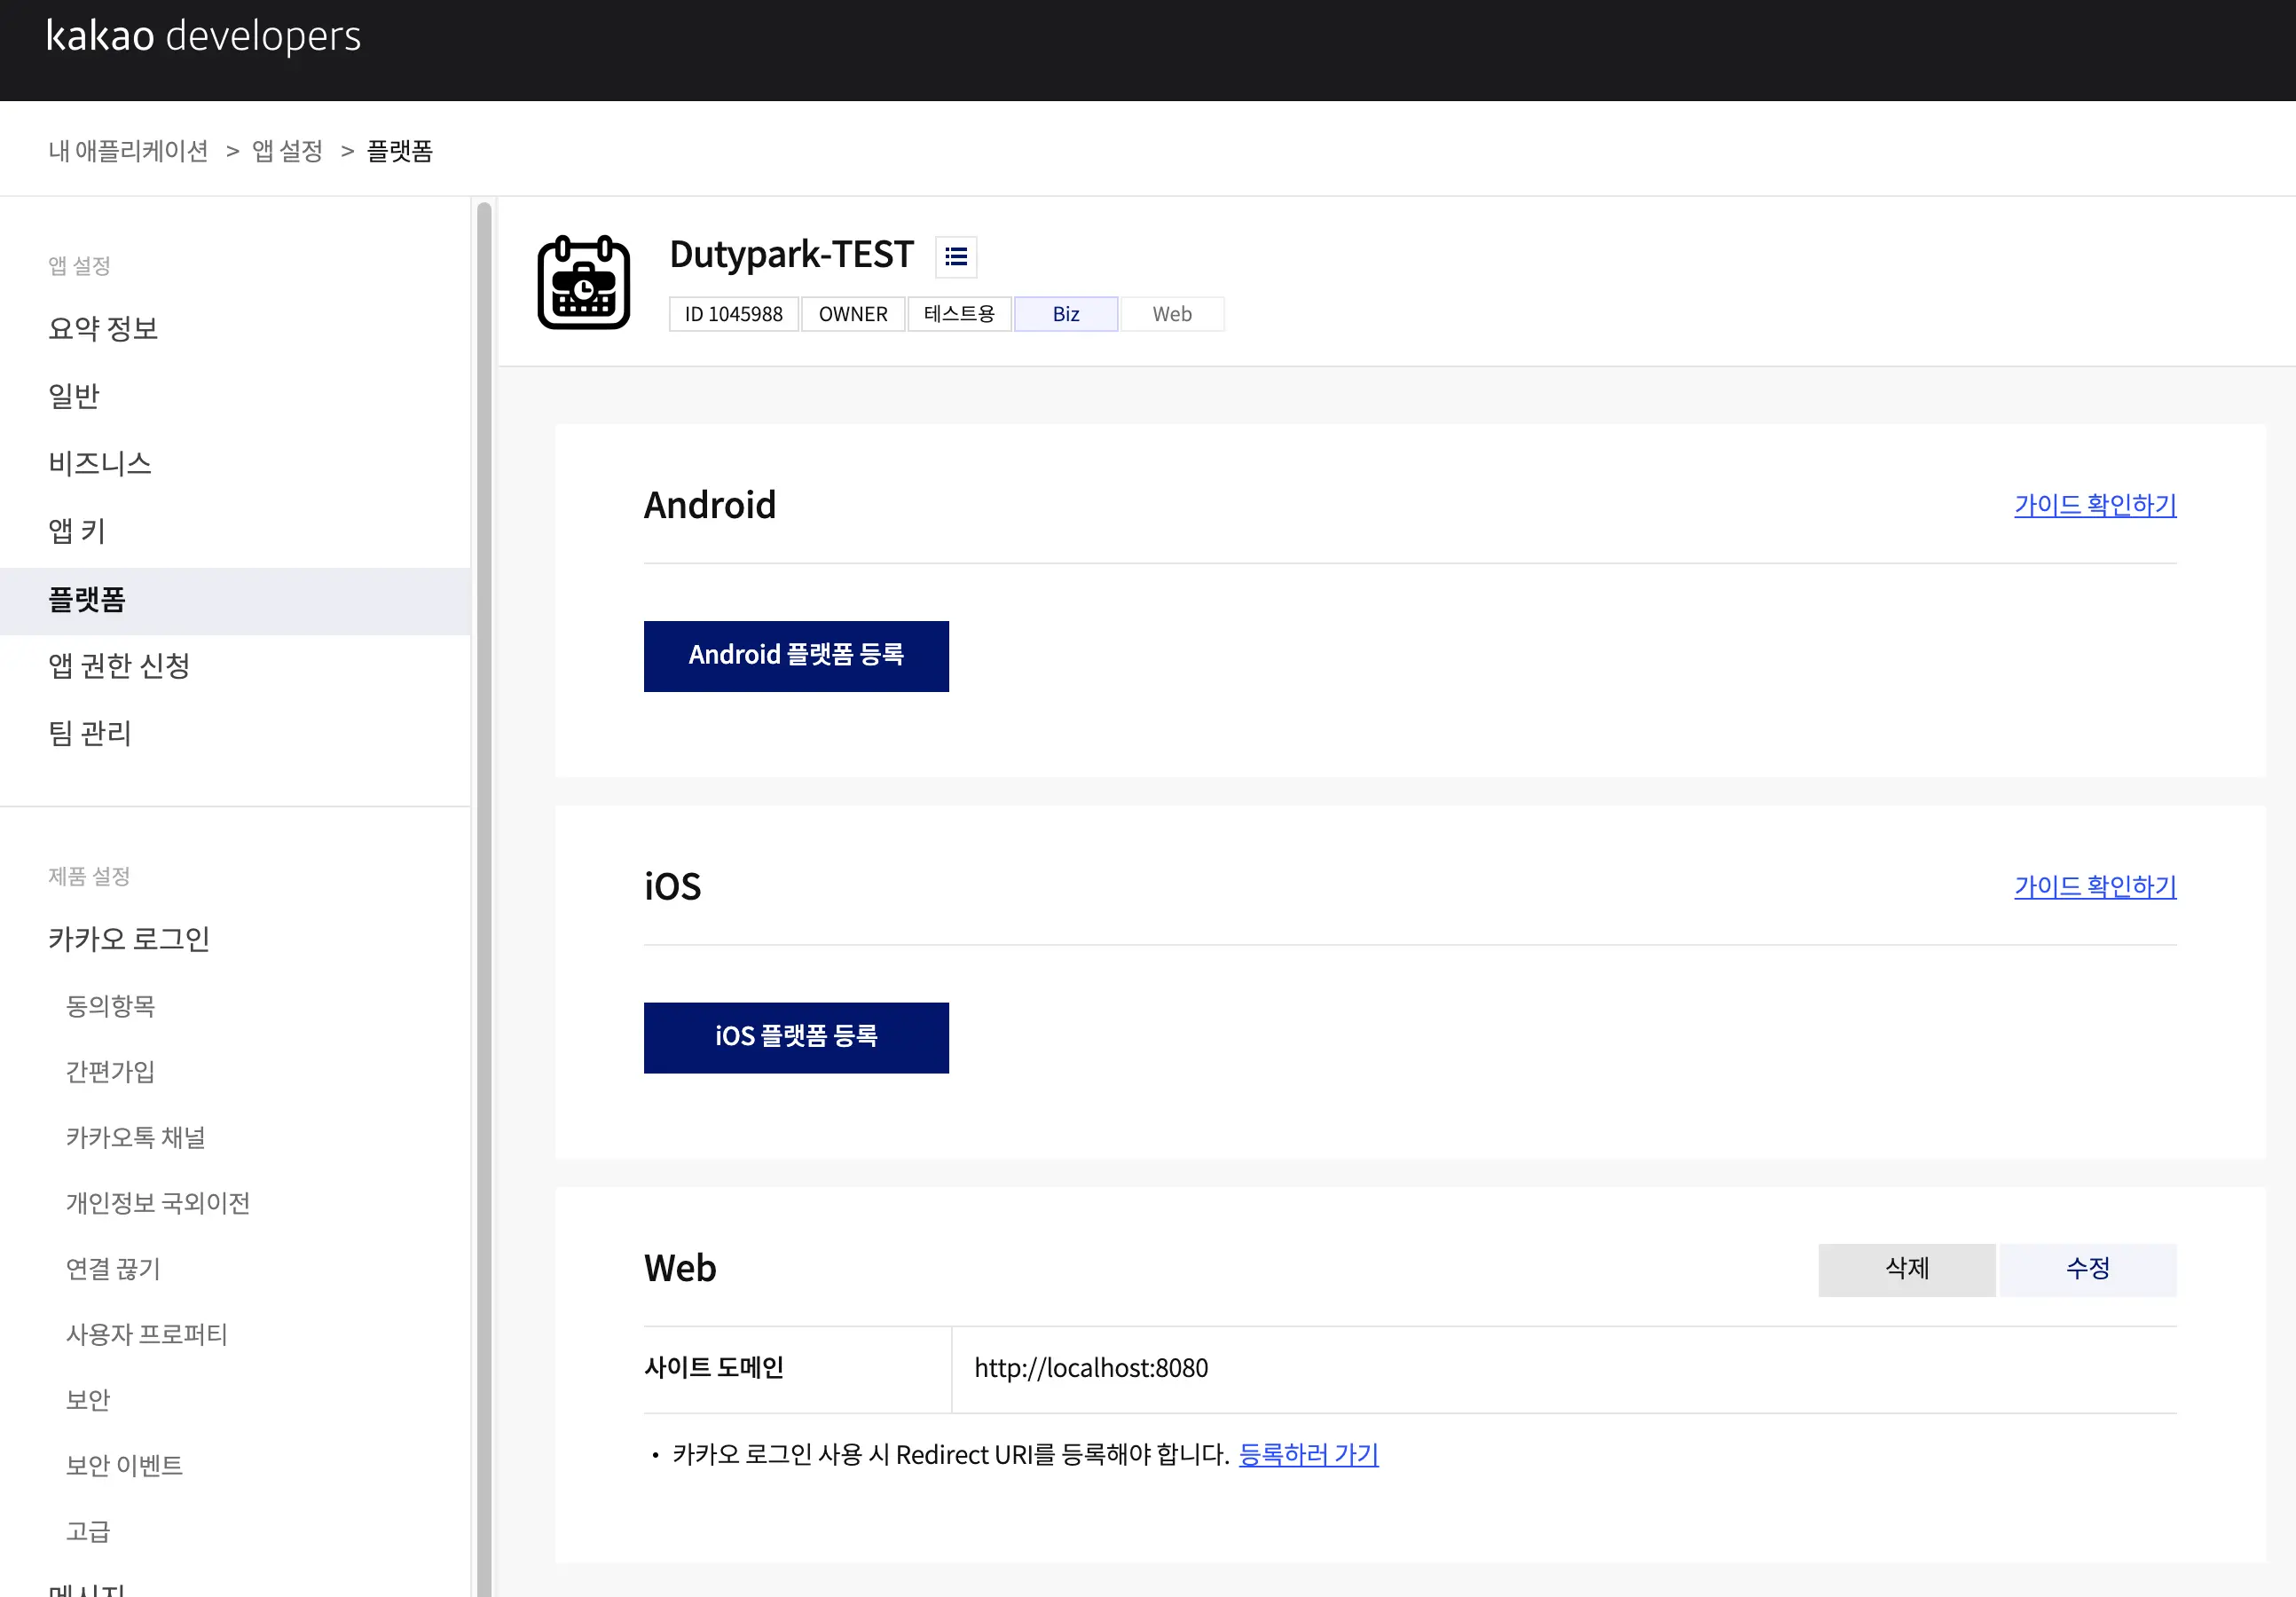 kakao developers
내 애플리케이션 > 앱 설정 > 플랫폼
앱 설정
요약 정보
일반
비즈니스
앱 키
플랫폼
앱 권한 신청
팀 관리
제품 설정
카카오 로그인
동의항목
간편가입
카카오톡 채널
개인정보 국외이전
연결 끊기
사용자 프로퍼티
보안
보안 이벤트
고급
메시지
Dutypark-TEST
ID 1045988 OWNER 테스트용 Biz Web
Android 가이드 확인하기
Android 플랫폼 등록
iOS 가이드 확인하기
iOS 플랫폼 등록
Web 삭제 수정
사이트 도메인 http://localhost:8080
• 카카오 로그인 사용 시 Redirect URI를 등록해야 합니다. 등록하러 가기